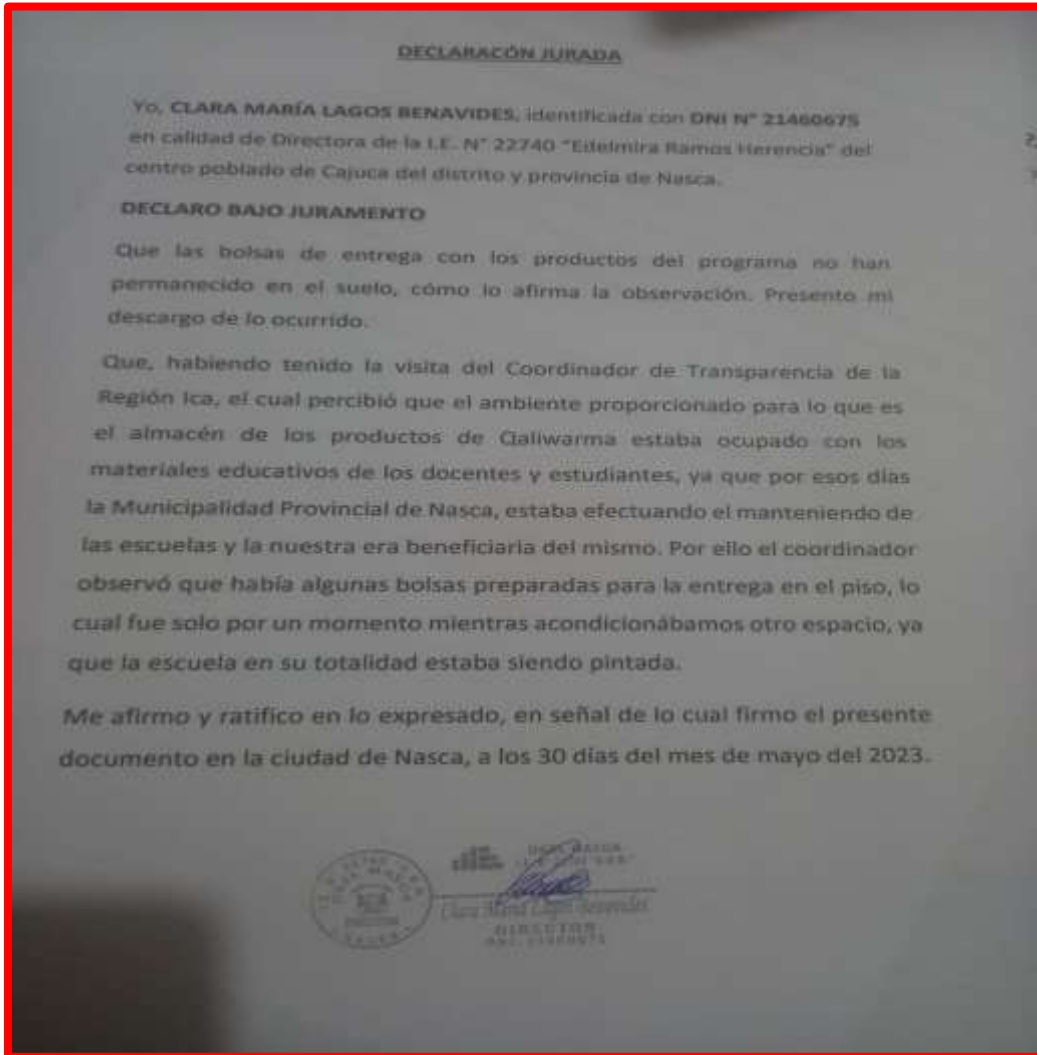 DECLARACÓN JURADA
Yo, CLARA MARÍA LAGOS BENAVIDES, identificada con DNI N° 21460675
en calidad de Directora de la I.E. N° 22740 "Edelmira Ramos Herencia" del
centro poblado de Cajuca del distrito y provincia de Nasca.
DECLARO BAJO JURAMENTO
Que las bolsas de entrega con los productos del programa no han
permanecido en el suelo, cómo lo afirma la observación. Presento mi
descargo de lo ocurrido.
Que, habiendo tenido la visita del Coordinador de Transparencia de la
Región Ica, el cual percibió que el ambiente proporcionado para lo que es
el almacén de los productos de Qaliwarma estaba ocupado con los
materiales educativos de los docentes y estudiantes, ya que por esos días
la Municipalidad Provincial de Nasca, estaba efectuando el manteniendo de
las escuelas y la nuestra era beneficiaria del mismo. Por ello el coordinador
observó que había algunas bolsas preparadas para la entrega en el piso, lo
cual fue solo por un momento mientras acondicionábamos otro espacio, ya
que la escuela en su totalidad estaba siendo pintada.
Me afirmo y ratifico en lo expresado, en señal de lo cual firmo el presente
documento en la ciudad de Nasca, a los 30 días del mes de mayo del 2023.
Clara María Lagos Benavides
DIRECTOR